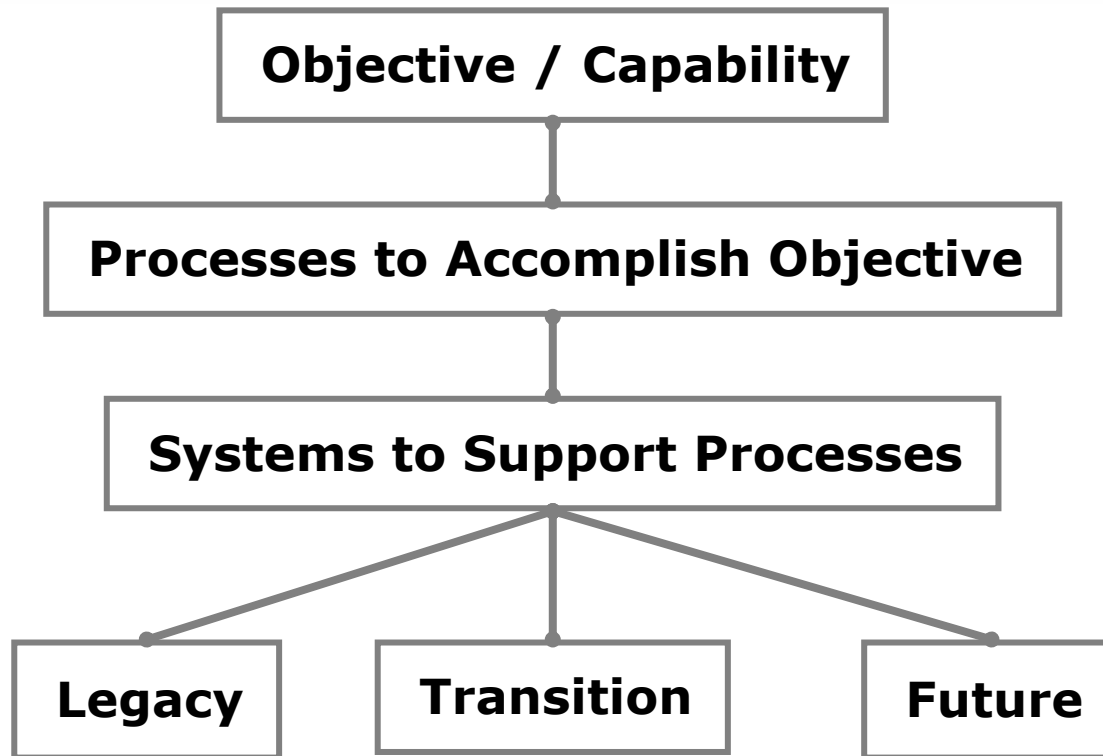 Objective / Capability
Processes to Accomplish Objective
Systems to Support Processes
Legacy
Transition
Future